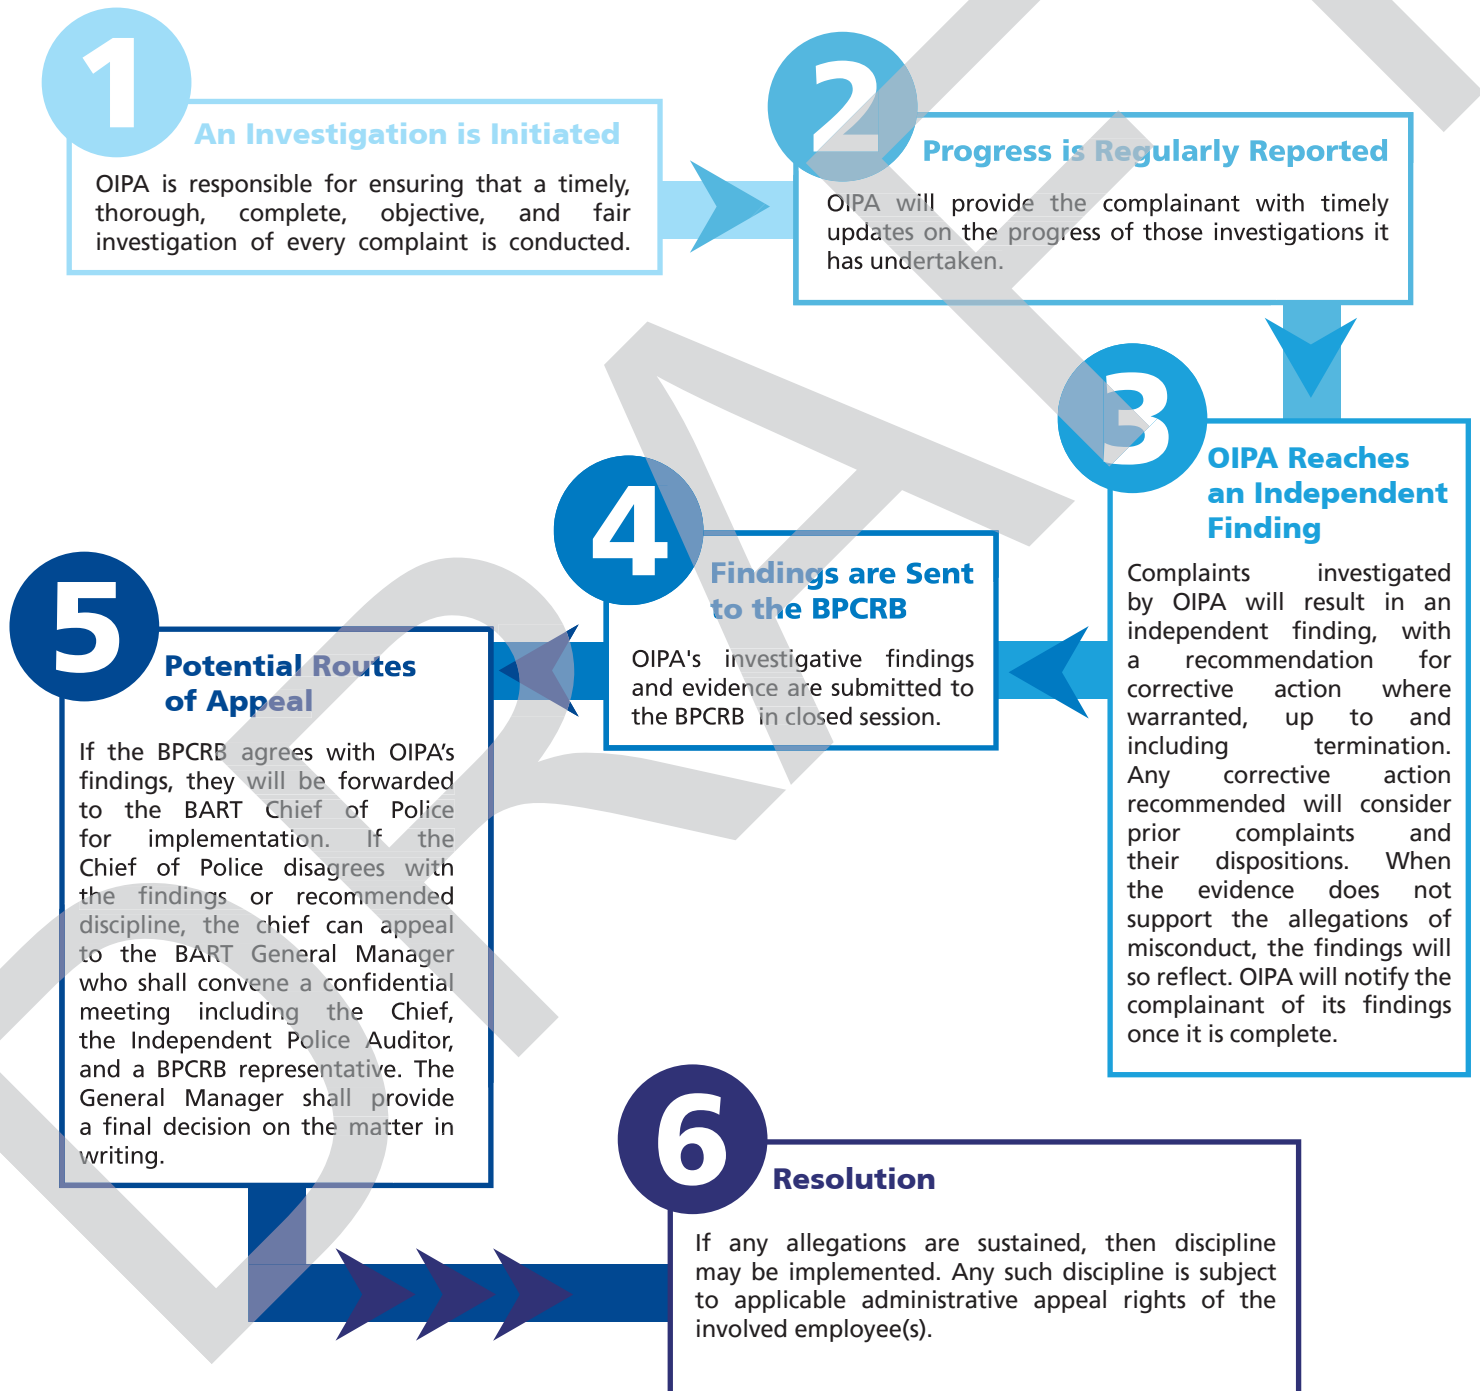 1
An Investigation is Initiated
OIPA is responsible for ensuring that a timely,
thorough, complete, objective, and fair
investigation of every complaint is conducted.
2
Progress is Regularly Reported
OIPA will provide the complainant with timely
updates on the progress of those investigations it
has undertaken.
3
OIPA Reaches
an Independent
Finding
Complaints investigated
by OIPA will result in an
independent finding, with
a recommendation for
corrective action where
warranted, up to and
including termination.
Any corrective action
recommended will consider
prior complaints and
their dispositions. When
the evidence does not
support the allegations of
misconduct, the findings will
so reflect. OIPA will notify the
complainant of its findings
once it is complete.
4
Findings are Sent
to the BPCRB
OIPA's investigative findings
and evidence are submitted to
the BPCRB in closed session.
5
Potential Routes
of Appeal
If the BPCRB agrees with OIPA’s
findings, they will be forwarded
to the BART Chief of Police
for implementation. If the
Chief of Police disagrees with
the findings or recommended
discipline, the chief can appeal
to the BART General Manager
who shall convene a confidential
meeting including the Chief,
the Independent Police Auditor,
and a BPCRB representative. The
General Manager shall provide
a final decision on the matter in
writing.
6
Resolution
If any allegations are sustained, then discipline
may be implemented. Any such discipline is subject
to applicable administrative appeal rights of the
involved employee(s).
DRAFT